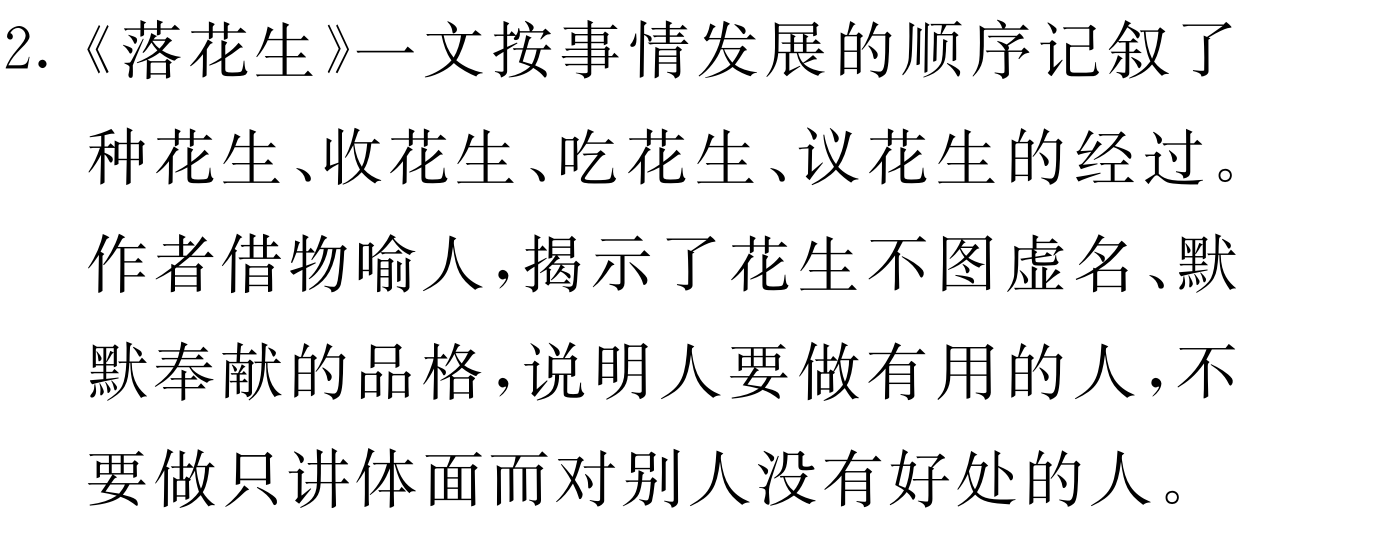 2.《落花生》一文按事情发展的顺序记叙了
种花生、收花生、吃花生、议花生的经过。
作者借物喻人,揭示了花生不图虚名、默
默奉献的品格,说明人要做有用的人,不
要做只讲体面而对别人没有好处的人。